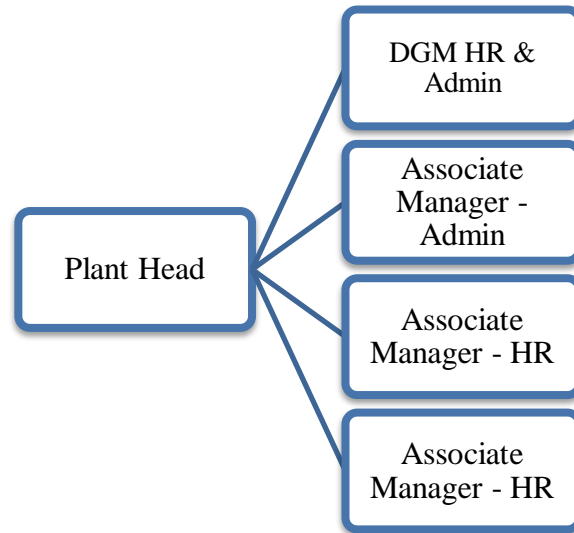 DGM HR &
Admin
Associate
Manager -
Admin
Plant Head
Associate
Manager - HR
Associate
Manager - HR